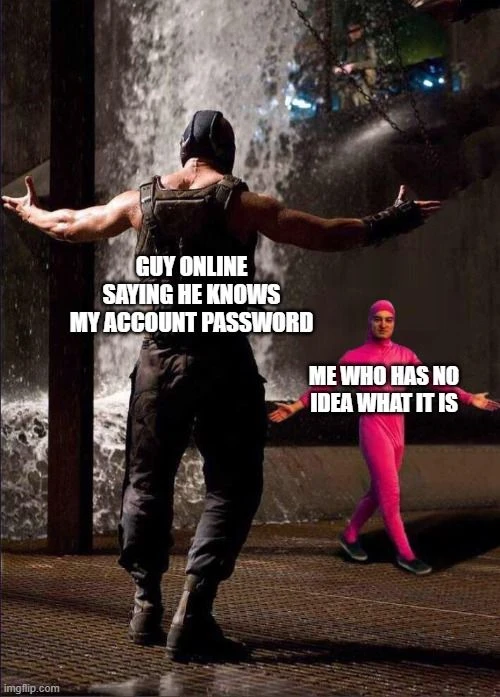 GUY ONLINE
SAYING HE KNOWS
MY ACCOUNT PASSWORD
ME WHO HAS NO
IDEA WHAT IT IS
imgflip.com